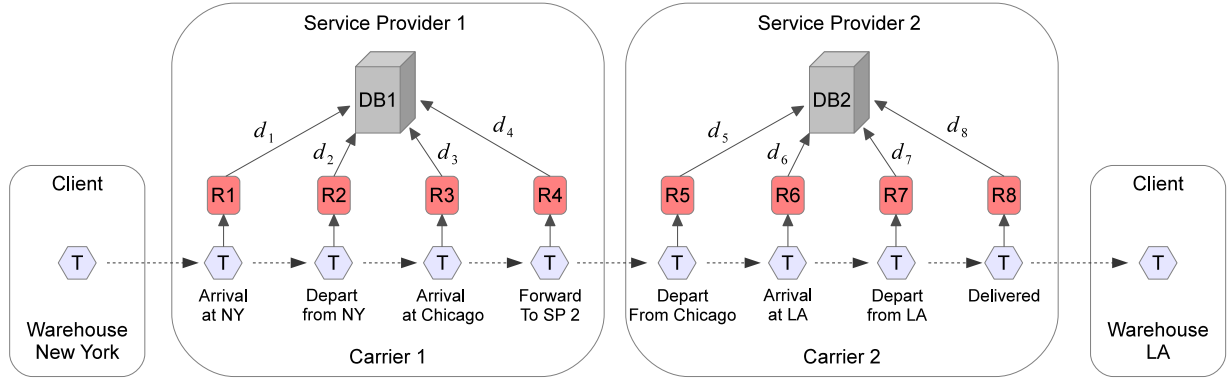 Service Provider 1
Service Provider 2
DB1
DB2
d1
d2
d3
d4
d5
d6
d7
d8
Client
R1
R2
R3
R4
R5
R6
R7
R8
Client
T
T
T
T
T
T
T
T
T
T
Arrival
at NY
Depart
from NY
Arrival
at Chicago
Forward
To SP 2
Depart
From Chicago
Arrival
at LA
Depart
from LA
Delivered
Warehouse
New York
Carrier 1
Carrier 2
Warehouse
LA